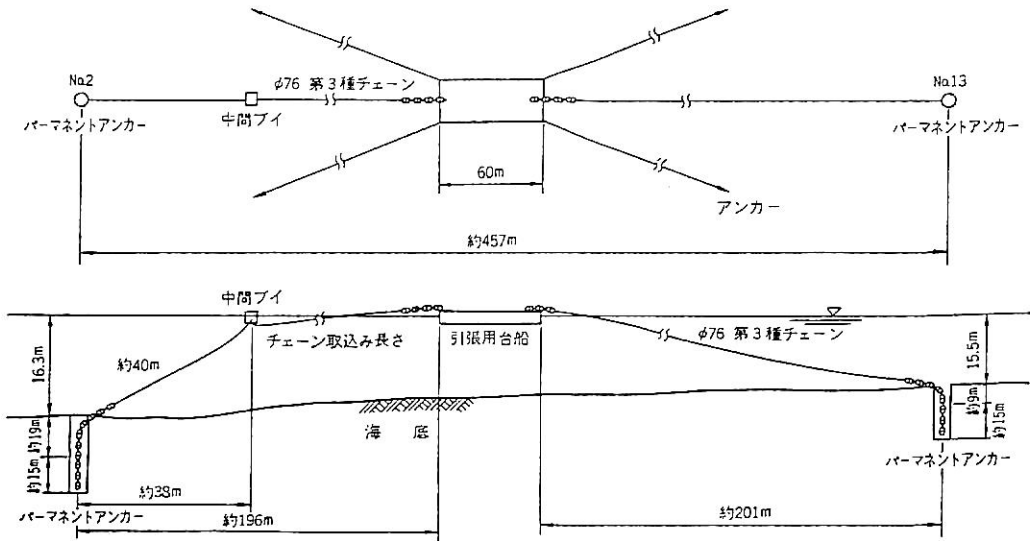 No.2
φ76 第3種チェーン
No.13
パーマネントアンカー
中間ブイ
パーマネントアンカー
60m
アンカー
約457m
中間ブイ
チェーン取込み長さ
引張用台船
φ76 第3種チェーン
16.3m
約40m
15.5m
約19m
約15m
海底
約9m
約15m
パーマネントアンカー
約38m
パーマネントアンカー
約196m
約201m